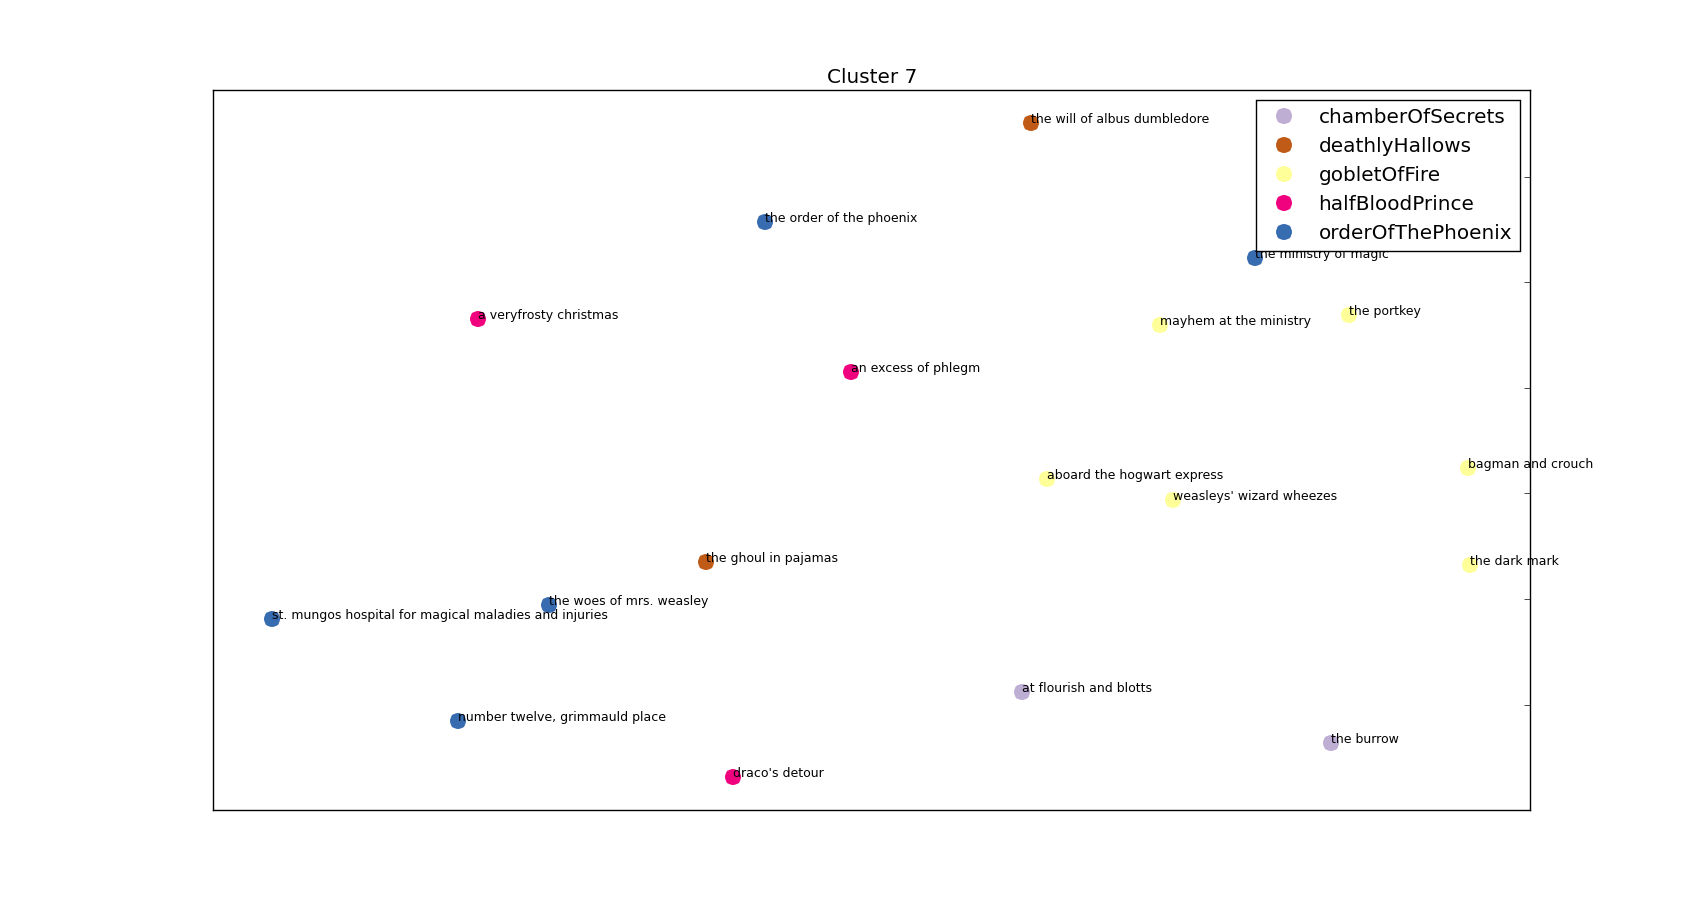 Cluster 7
the will of albus dumbledore
chamberOfSecrets
deathlyHallows
gobletOfFire
halfBloodPrince
orderOfThePhoenix
the order of the phoenix
the ministry of magic
a veryfrosty christmas
mayhem at the ministry
the portkey
an excess of phlegm
bagman and crouch
aboard the hogwart express
weasleys' wizard wheezes
the ghoul in pajamas
the dark mark
the woes of mrs. weasley
st. mungos hospital for magical maladies and injuries
at flourish and blotts
number twelve, grimmauld place
the burrow
draco's detour